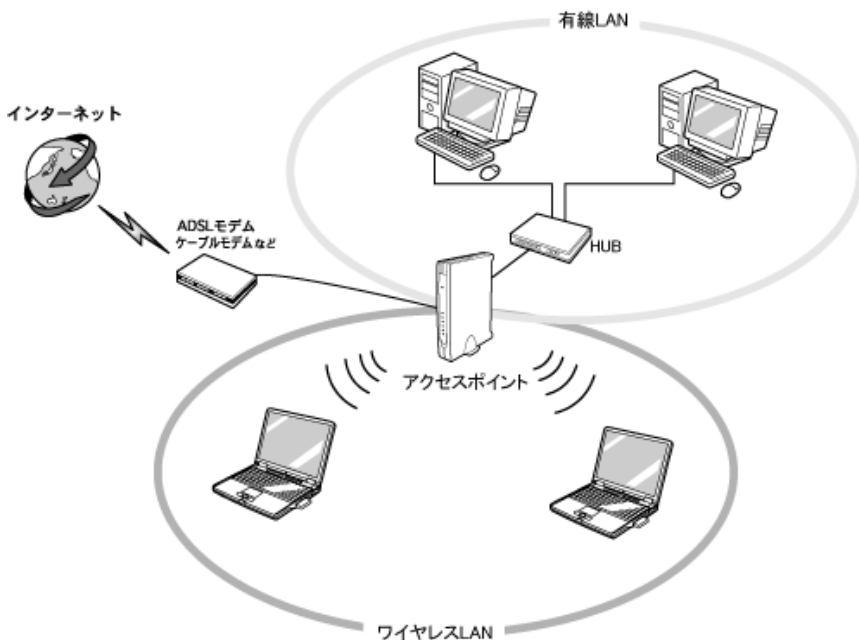 有線LAN
インターネット
ADSLモデム
ケーブルモデムなど
HUB
アクセスポイント
ワイヤレスLAN